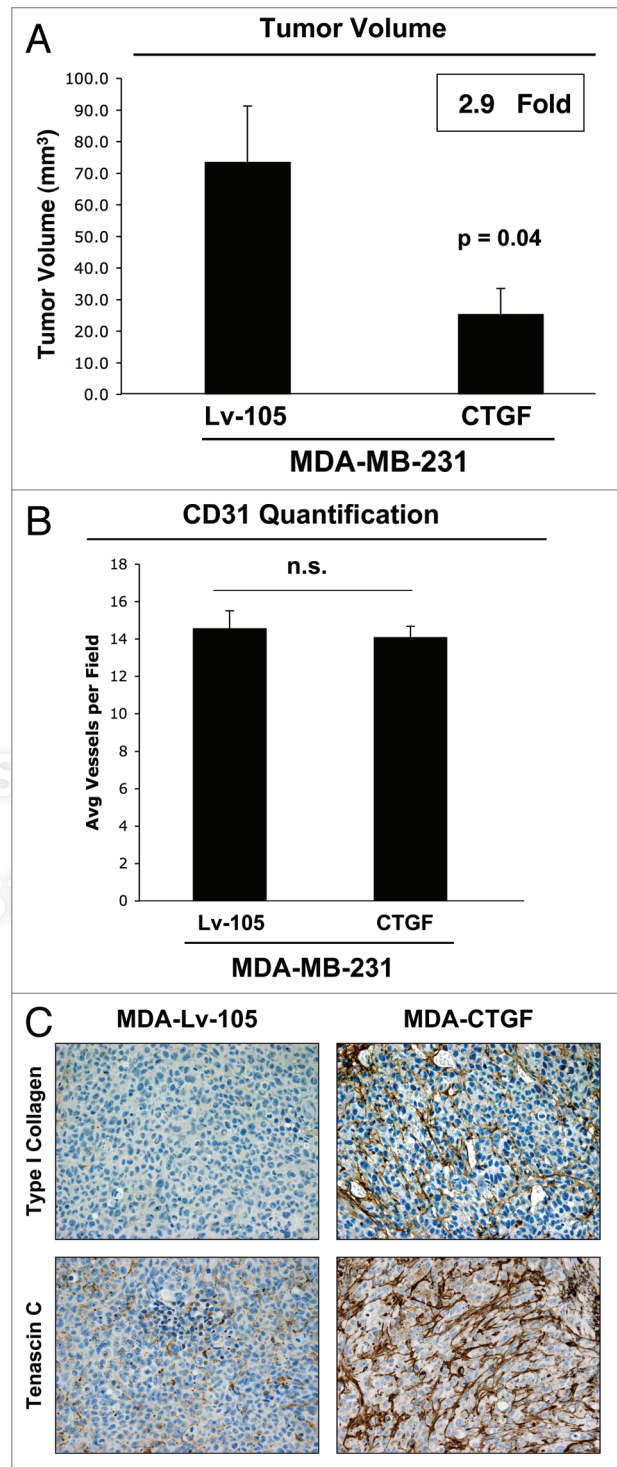 A
Tumor Volume
100.0
90.0
80.0
70.0
60.0
50.0
40.0
30.0
20.0
10.0
0.0
Tumor Volume (mm³)
2.9 Fold
p = 0.04
Lv-105
CTGF
MDA-MB-231
B
CD31 Quantification
18
16
14
12
10
8
6
4
2
0
Avg Vessels per Field
n.s.
Lv-105
CTGF
MDA-MB-231
C
MDA-Lv-105
MDA-CTGF
Type I Collagen
Tenascin C